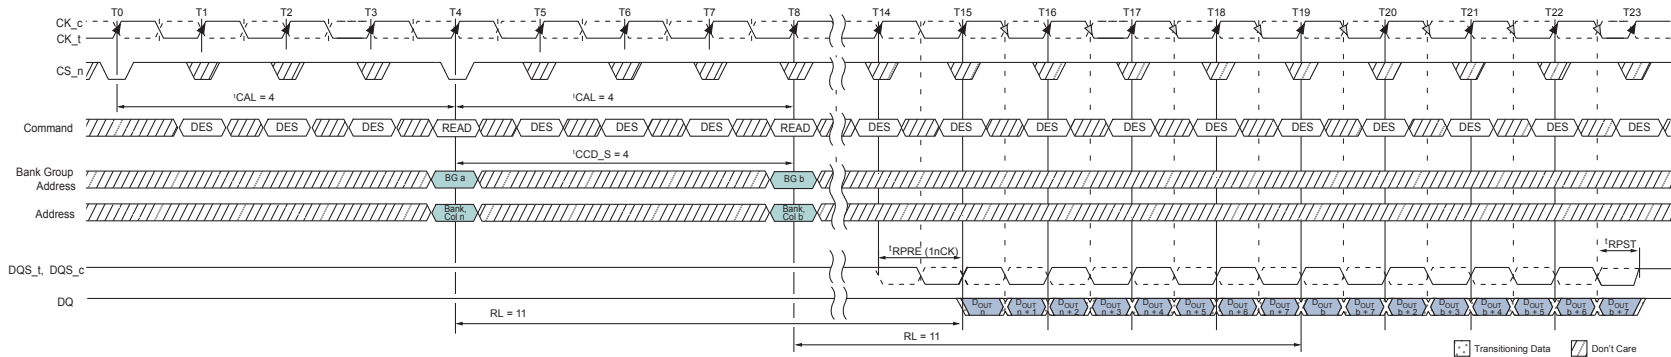 T0 T1 T2 T3 T4 T5 T6 T7 T8 T14 T15 T16 T17 T18 T19 T20 T21 T22 T23
CK_c
CK_t
CS_n
tCAL = 4 tCAL = 4
Command DES DES DES READ DES DES DES READ DES DES DES DES DES DES DES DES DES DES
tCCD_S = 4
Bank Group
Address BG a BG b
Address Bank, Col n Bank, Col b
tRPRE (1nCK) tRPST
DQS_t, DQS_c
DQ DOUT n DOUT n + 1 DOUT n + 2 DOUT n + 3 DOUT n + 4 DOUT n + 5 DOUT n + 6 DOUT n + 7 DOUT b DOUT b + 7 DOUT b + 2 DOUT b + 3 DOUT b + 4 DOUT b + 5 DOUT b + 6 DOUT b + 7
RL = 11
RL = 11
Transitioning Data Don't Care